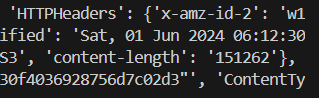 'HTTPHeaders': {'x-amz-id-2': 'w1
ified': 'Sat, 01 Jun 2024 06:12:30
S3', 'content-length': '151262'},
30f4036928756d7c02d3"', 'ContentTy